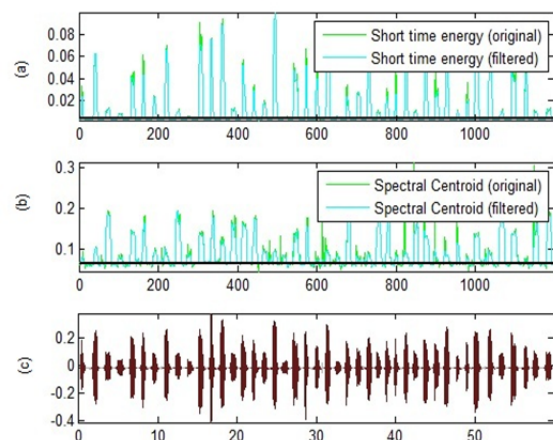 (a)
0.1
0.08
0.06
0.04
0.02
Short time energy (original)
Short time energy (filtered)
0 200 400 600 800 1000
(b)
0.3
0.2
0.1
Spectral Centroid (original)
Spectral Centroid (filtered)
0 200 400 600 800 1000
(c)
0.2
0
-0.2
-0.4
0 10 20 30 40 50